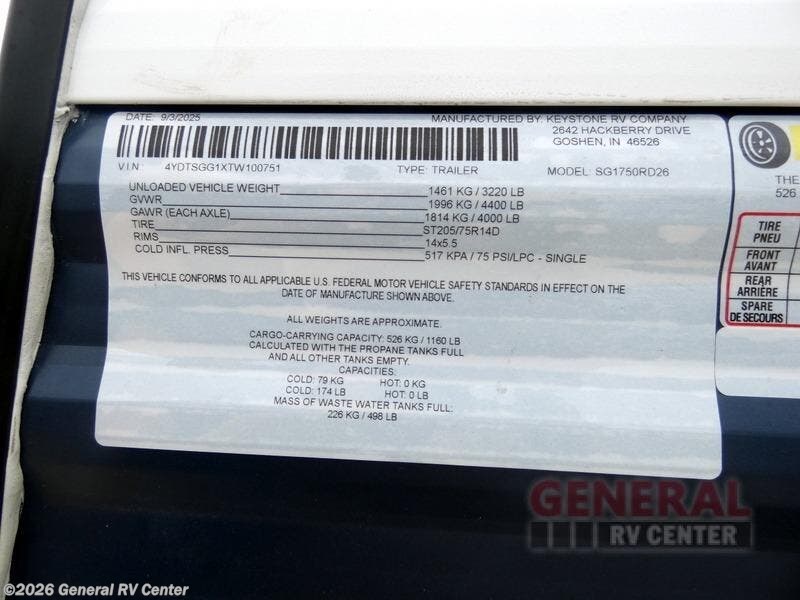 DATE: 9/3/2025
MANUFACTURED BY: KEYSTONE RV COMPANY
2642 HACKBERRY DRIVE
GOSHEN, IN 46526
V.I.N: 4YDTSGG1XTW100751 TYPE: TRAILER MODEL: SG1750RD26
UNLOADED VEHICLE WEIGHT 1461 KG / 3220 LB
GVWR 1996 KG / 4400 LB
GAWR (EACH AXLE) 1814 KG / 4000 LB
TIRE ST205/75R14D
RIMS 14x5.5
COLD INFL. PRESS 517 KPA / 75 PSI/LPC - SINGLE
THIS VEHICLE CONFORMS TO ALL APPLICABLE U.S. FEDERAL MOTOR VEHICLE SAFETY STANDARDS IN EFFECT ON THE
DATE OF MANUFACTURE SHOWN ABOVE.
ALL WEIGHTS ARE APPROXIMATE.
CARGO-CARRYING CAPACITY: 526 KG / 1160 LB
CALCULATED WITH THE PROPANE TANKS FULL
AND ALL OTHER TANKS EMPTY.
CAPACITIES:
COLD: 79 KG HOT: 0 KG
COLD: 174 LB HOT: 0 LB
MASS OF WASTE WATER TANKS FULL:
226 KG / 498 LB
THE
526
TIRE
PNEU
FRONT
AVANT
REAR
ARRIÈRE
SPARE
DE SECOURS
GENERAL
RV CENTER
©2026 General RV Center